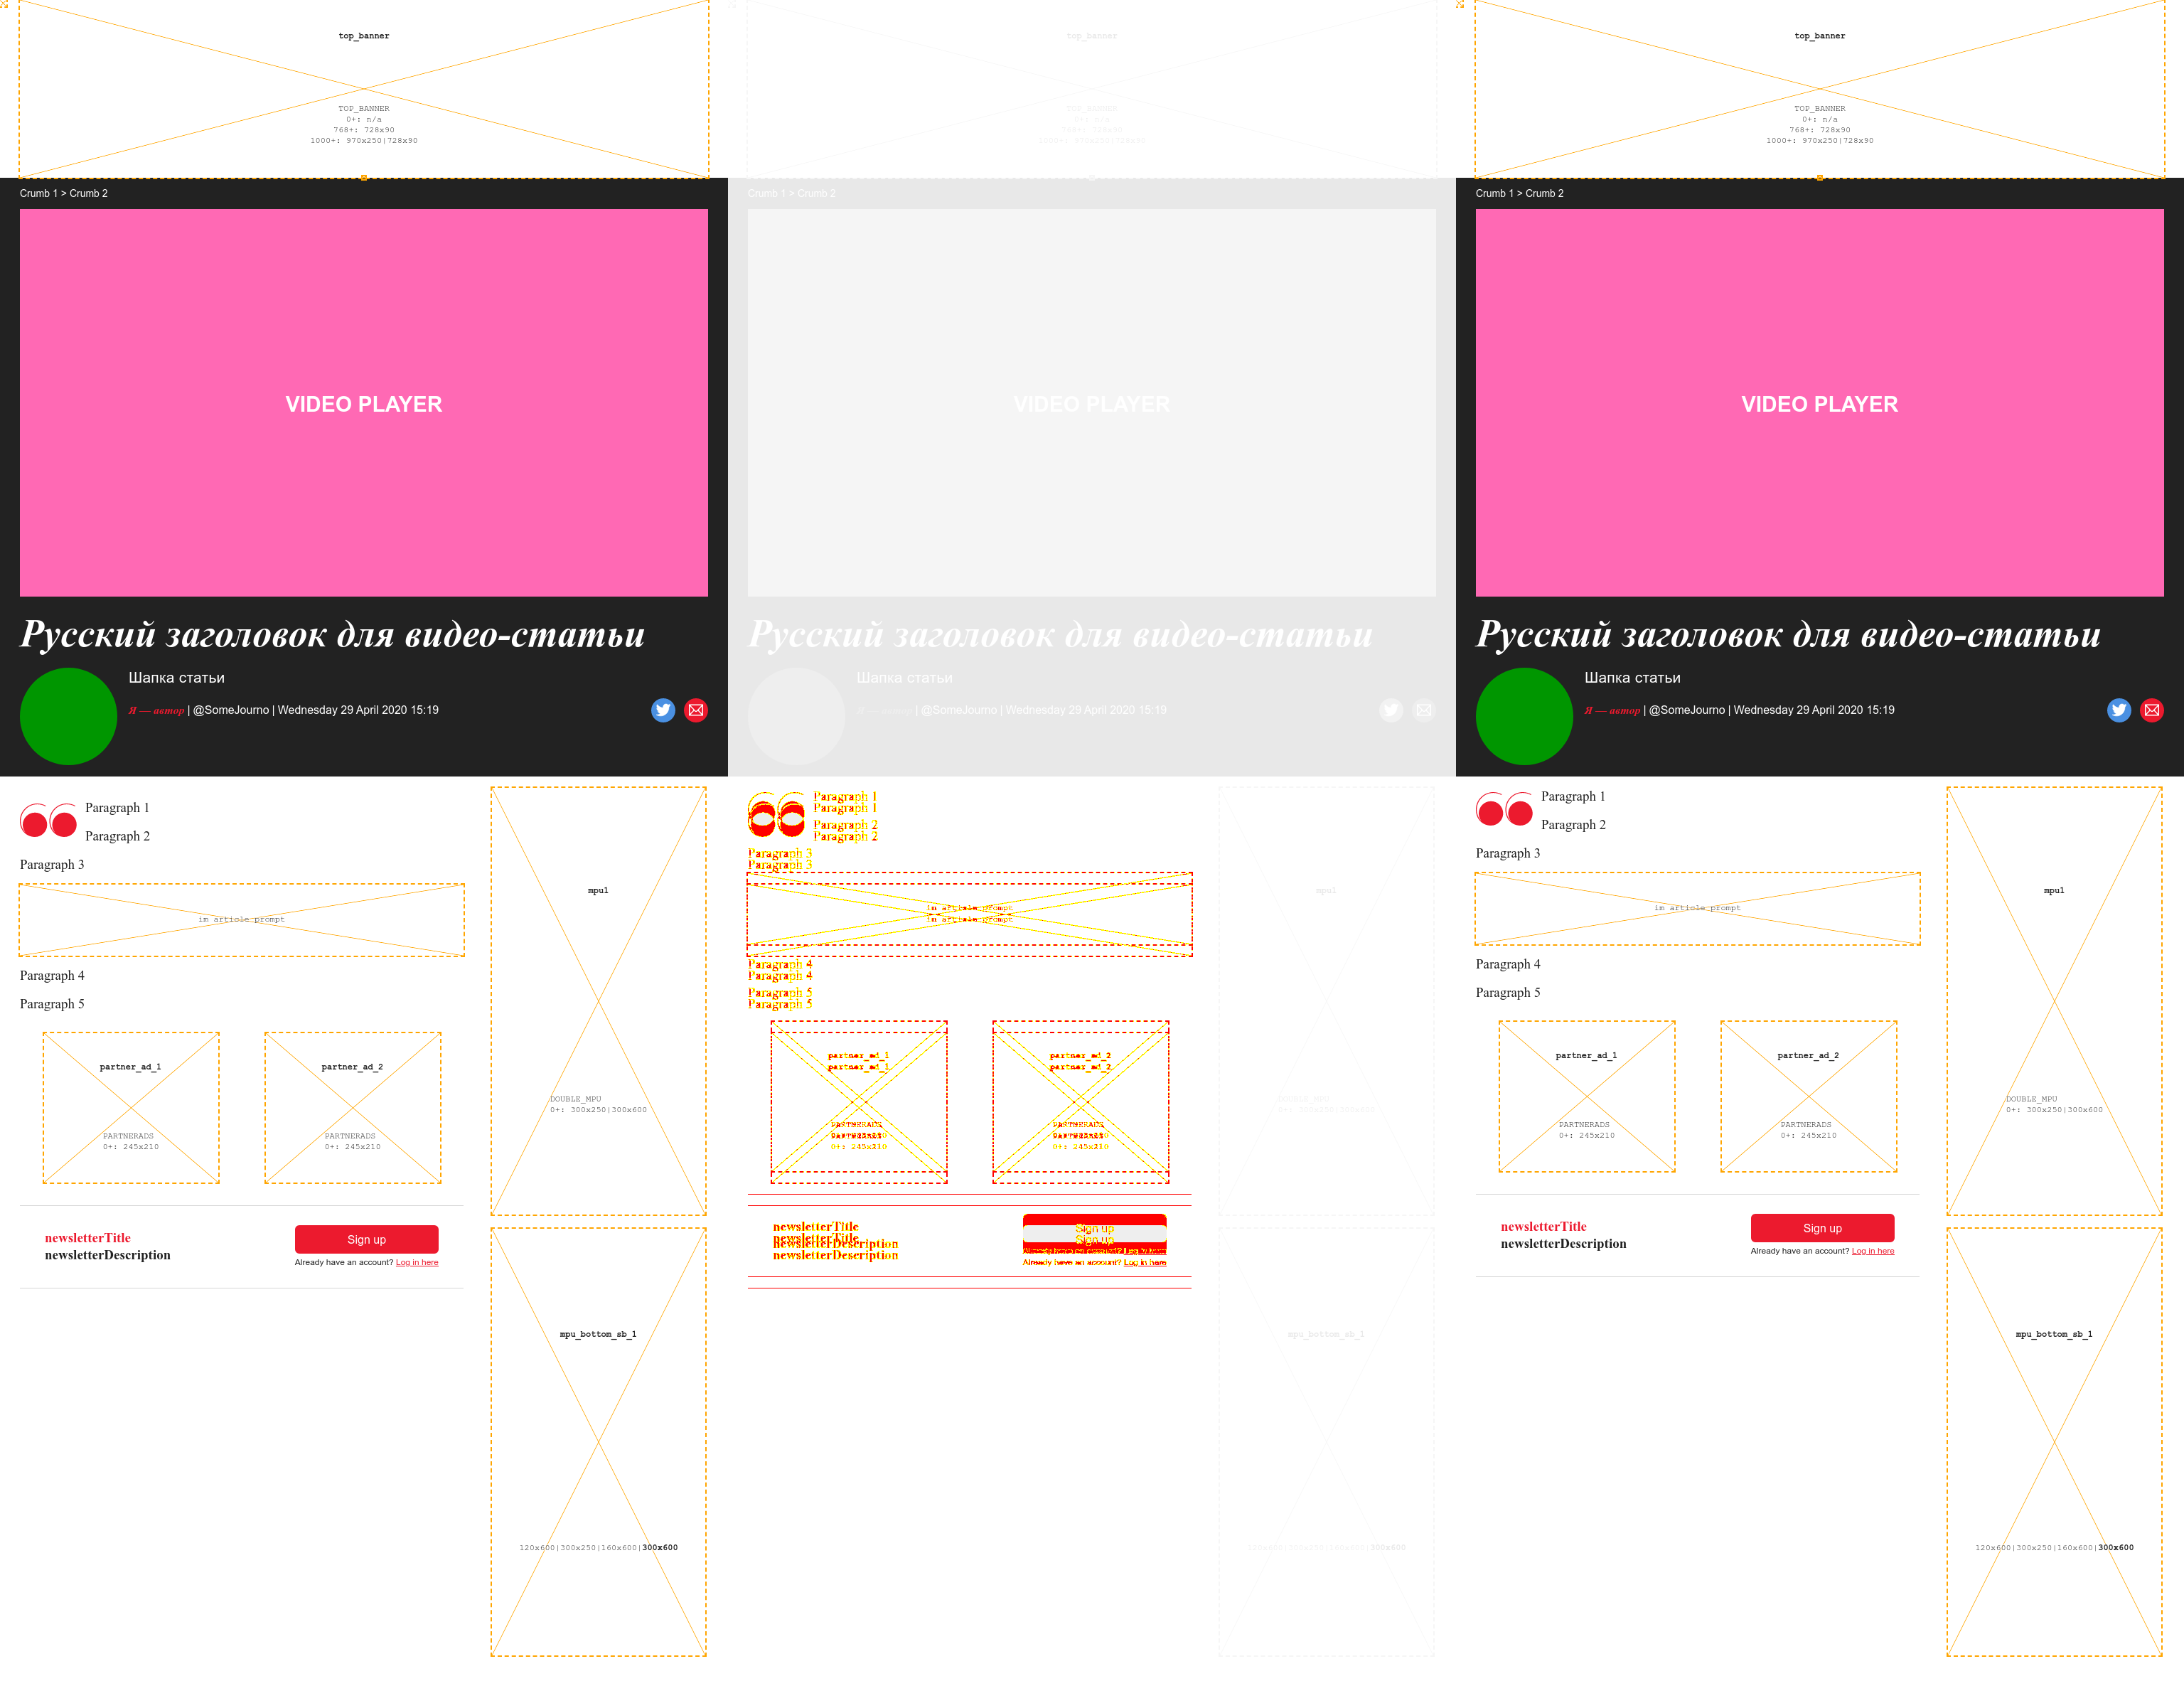 top_banner
TOP_BANNER
0+: n/a
768+: 728x90
1000+: 970x250|728x90
Crumb 1 > Crumb 2
VIDEO PLAYER
Русский заголовок для видео-статьи
Шапка статьи
Я — автор | @SomeJourno | Wednesday 29 April 2020 15:19
Paragraph 1
Paragraph 2
Paragraph 3
im article prompt
Paragraph 4
Paragraph 5
partner_ad_1
PARTNERADS
0+: 245x210
partner_ad_2
PARTNERADS
0+: 245x210
newsletterTitle
newsletterDescription
Sign up
Already have an account? Log in here
mpu1
DOUBLE_MPU
0+: 300x250|300x600
mpu_bottom_sb_1
120x600|300x250|160x600|300x600
top_banner
TOP_BANNER
0+: n/a
768+: 728x90
1000+: 970x250|728x90
Crumb 1 > Crumb 2
VIDEO PLAYER
Русский заголовок для видео-статьи
Шапка статьи
Я — автор | @SomeJourno | Wednesday 29 April 2020 15:19
Paragraph 1
Paragraph 1
Paragraph 2
Paragraph 2
Paragraph 3
Paragraph 3
im article prompt
im article prompt
Paragraph 4
Paragraph 4
Paragraph 5
Paragraph 5
partner_ad_1
partner_ad_1
PARTNERADS
PARTNERADS
0+: 245x210
partner_ad_2
partner_ad_2
PARTNERADS
PARTNERADS
0+: 245x210
newsletterTitle
newsletterTitle
newsletterDescription
newsletterDescription
Sign up
Sign up
Already have an account? Log in here
Already have an account? Log in here
mpu1
DOUBLE_MPU
0+: 300x250|300x600
mpu_bottom_sb_1
120x600|300x250|160x600|300x600
top_banner
TOP_BANNER
0+: n/a
768+: 728x90
1000+: 970x250|728x90
Crumb 1 > Crumb 2
VIDEO PLAYER
Русский заголовок для видео-статьи
Шапка статьи
Я — автор | @SomeJourno | Wednesday 29 April 2020 15:19
Paragraph 1
Paragraph 2
Paragraph 3
im article prompt
Paragraph 4
Paragraph 5
partner_ad_1
PARTNERADS
0+: 245x210
partner_ad_2
PARTNERADS
0+: 245x210
newsletterTitle
newsletterDescription
Sign up
Already have an account? Log in here
mpu1
DOUBLE_MPU
0+: 300x250|300x600
mpu_bottom_sb_1
120x600|300x250|160x600|300x600